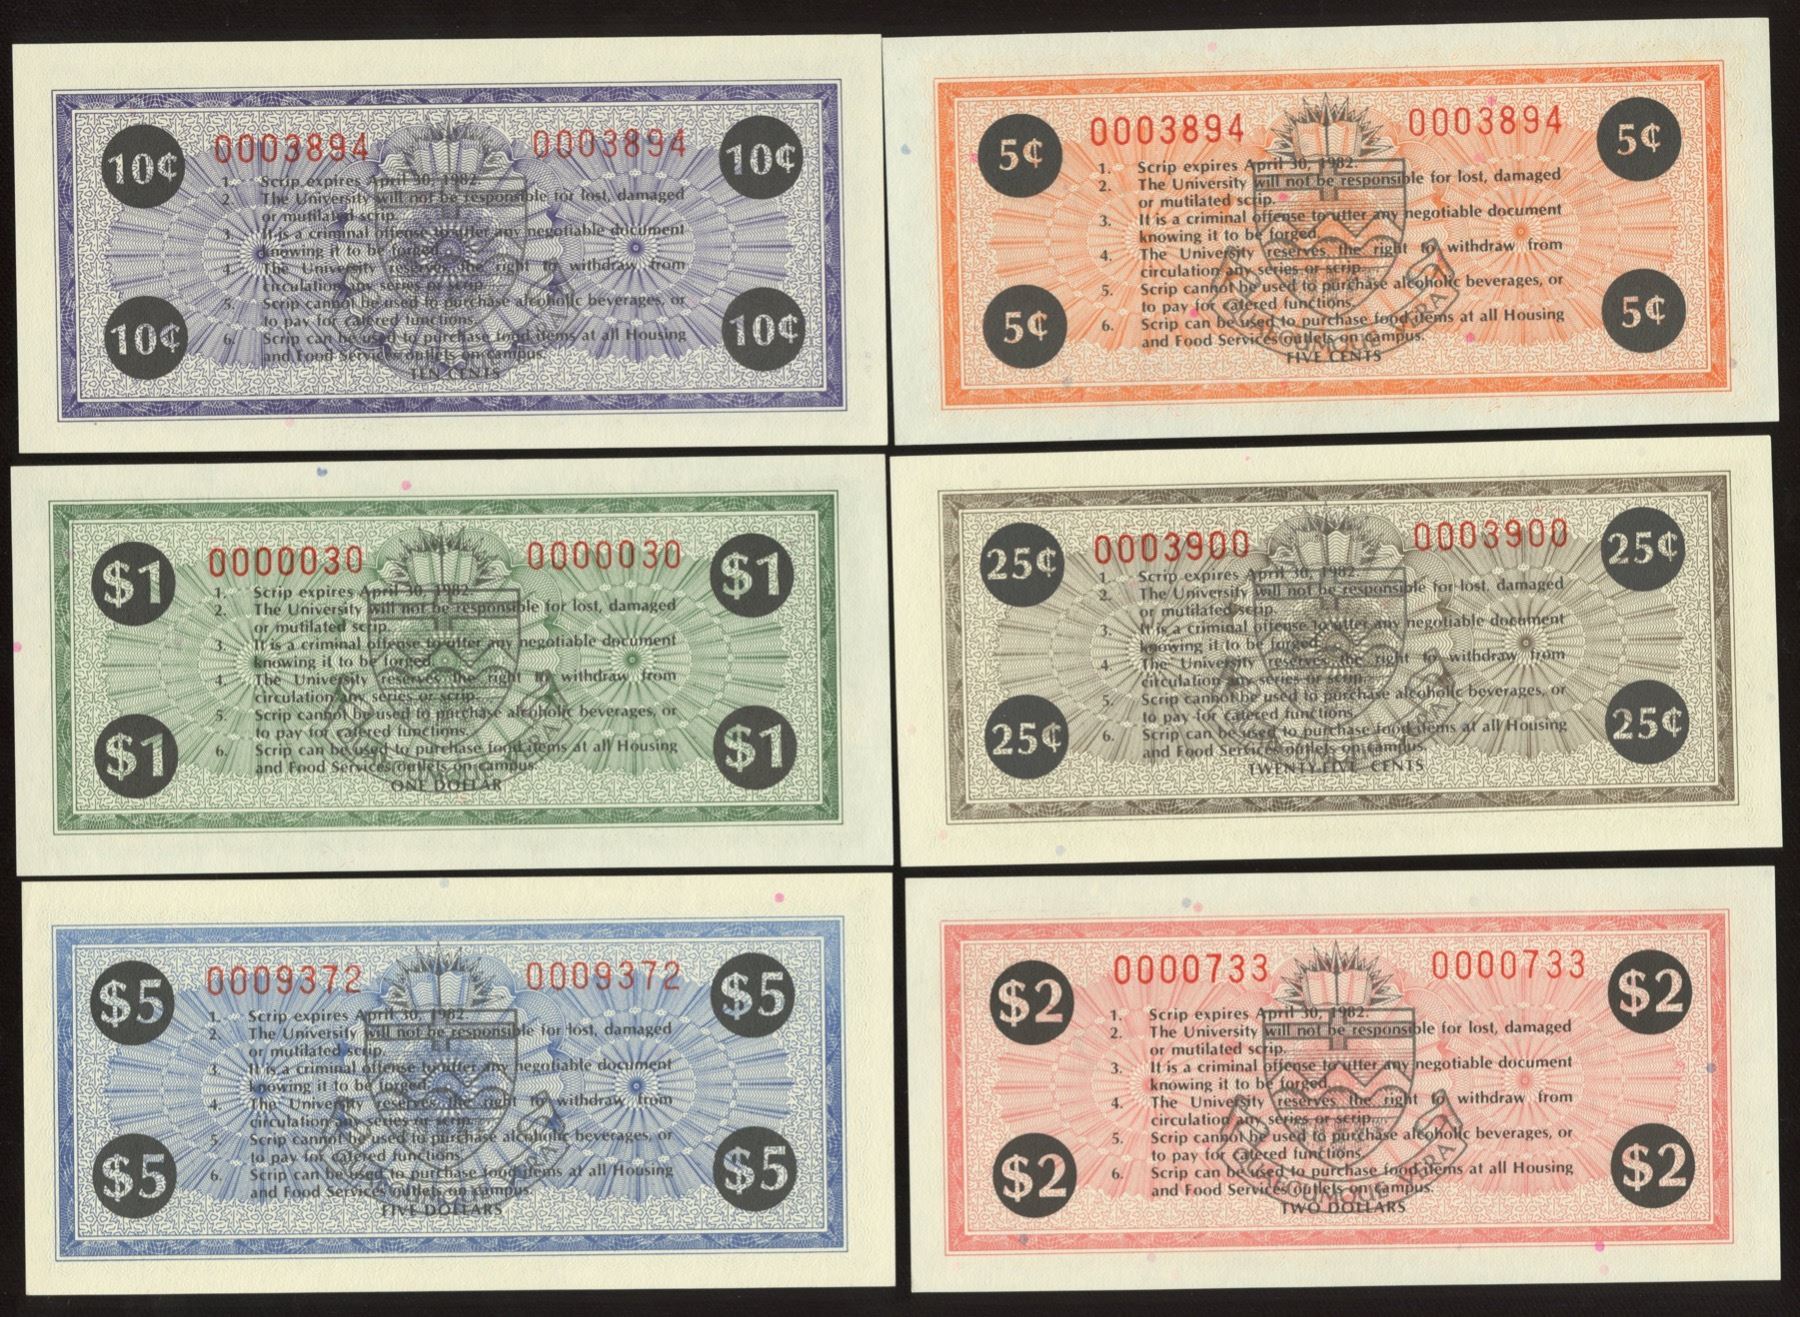 10¢ 0003894 0003894 10¢
1. Scrip expires April 30, 1982.
2. The University will not be responsible for lost, damaged
or mutilated scrip.
3. It is a criminal offense to utter any negotiable document
knowing it to be forged.
4. The University reserves the right to withdraw from
circulation any series or scrip.
5. Scrip cannot be used to purchase alcoholic beverages, or
to pay for catered functions.
6. Scrip can be used to purchase food items at all Housing
and Food Services outlets on campus.
10¢ 10¢
TEN CENTS
5¢ 0003894 0003894 5¢
1. Scrip expires April 30, 1982.
2. The University will not be responsible for lost, damaged
or mutilated scrip.
3. It is a criminal offense to utter any negotiable document
knowing it to be forged.
4. The University reserves the right to withdraw from
circulation any series or scrip.
5. Scrip cannot be used to purchase alcoholic beverages, or
to pay for catered functions.
6. Scrip can be used to purchase food items at all Housing
and Food Services outlets on campus.
5¢ 5¢
FIVE CENTS
$1 0000030 0000030 $1
1. Scrip expires April 30, 1982.
2. The University will not be responsible for lost, damaged
or mutilated scrip.
3. It is a criminal offense to utter any negotiable document
knowing it to be forged.
4. The University reserves the right to withdraw from
circulation any series or scrip.
5. Scrip cannot be used to purchase alcoholic beverages, or
to pay for catered functions.
6. Scrip can be used to purchase food items at all Housing
and Food Services outlets on campus.
$1 $1
ONE DOLLAR
25¢ 0003900 0003900 25¢
1. Scrip expires April 30, 1982.
2. The University will not be responsible for lost, damaged
or mutilated scrip.
3. It is a criminal offense to utter any negotiable document
knowing it to be forged.
4. The University reserves the right to withdraw from
circulation any series or scrip.
5. Scrip cannot be used to purchase alcoholic beverages, or
to pay for catered functions.
6. Scrip can be used to purchase food items at all Housing
and Food Services outlets on campus.
25¢ 25¢
TWENTY-FIVE CENTS
$5 0009372 0009372 $5
1. Scrip expires April 30, 1982.
2. The University will not be responsible for lost, damaged
or mutilated scrip.
3. It is a criminal offense to utter any negotiable document
knowing it to be forged.
4. The University reserves the right to withdraw from
circulation any series or scrip.
5. Scrip cannot be used to purchase alcoholic beverages, or
to pay for catered functions.
6. Scrip can be used to purchase food items at all Housing
and Food Services outlets on campus.
$5 $5
FIVE DOLLARS
$2 0000733 0000733 $2
1. Scrip expires April 30, 1982.
2. The University will not be responsible for lost, damaged
or mutilated scrip.
3. It is a criminal offense to utter any negotiable document
knowing it to be forged.
4. The University reserves the right to withdraw from
circulation any series or scrip.
5. Scrip cannot be used to purchase alcoholic beverages, or
to pay for catered functions.
6. Scrip can be used to purchase food items at all Housing
and Food Services outlets on campus.
$2 $2
TWO DOLLARS